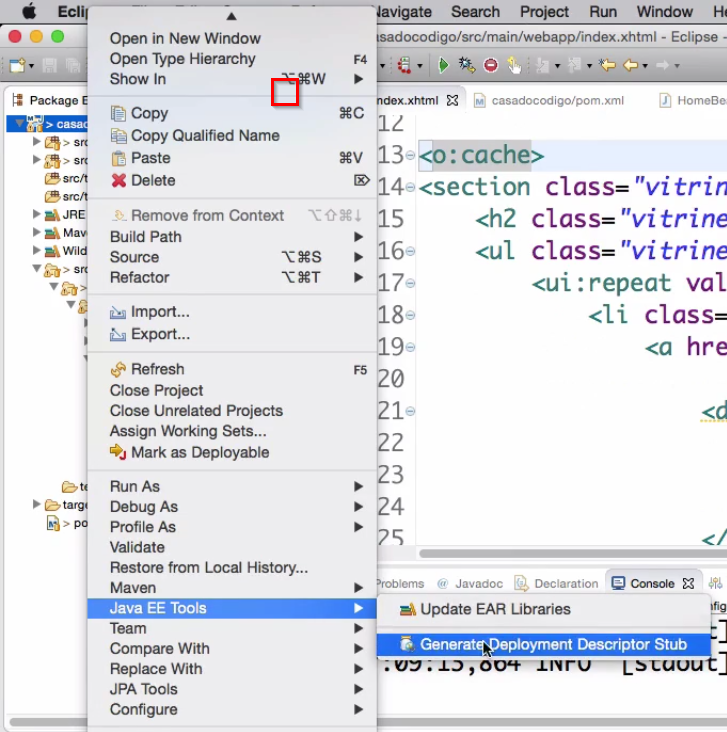 Eclip
Navigate Search Project Run Window He
asadocodigo/src/main/webapp/index.xhtml - Eclipse -
Package E
index.xhtml
casadocodigo/pom.xml
HomeBea
> casad
> src
> src
src/t
src/t
JRE
Mav
Wild
> src
>
te
targe
> po
Open in New Window
Open Type Hierarchy F4
Show In ⌥⌘W
Copy ⌘C
Copy Qualified Name
Paste ⌘V
Delete ⌦
Remove from Context ⌥⇧⌘↓
Build Path
Source ⌥⌘S
Refactor ⌥⌘T
Import...
Export...
Refresh F5
Close Project
Close Unrelated Projects
Assign Working Sets...
Mark as Deployable
Run As
Debug As
Profile As
Validate
Restore from Local History...
Maven
Java EE Tools
Team
Compare With
Replace With
JPA Tools
Configure
12
13 <o:cache>
14 <section class="vitrin
15 <h2 class="vitrine
16 <ul class="vitrine
17 <ui:repeat val
18 <li class=
19 <a hre
20
21 <d
22
23
24
25 </
Problems @ Javadoc Declaration Console
Update EAR Libraries
nfig
Generate Deployment Descriptor Stub
:09:13,864 INFO [stdout]